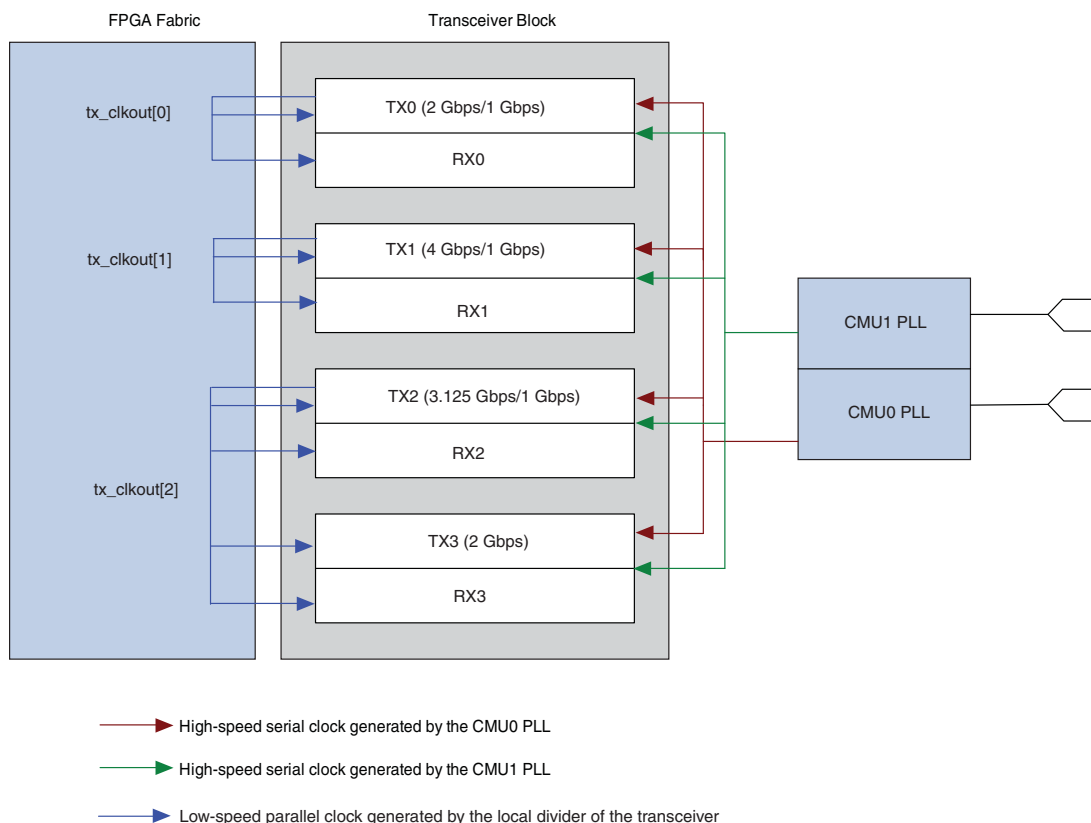 FPGA Fabric
Transceiver Block
tx_clkout[0]
TX0 (2 Gbps/1 Gbps)
RX0
tx_clkout[1]
TX1 (4 Gbps/1 Gbps)
RX1
CMU1 PLL
TX2 (3.125 Gbps/1 Gbps)
CMU0 PLL
RX2
tx_clkout[2]
TX3 (2 Gbps)
RX3
High-speed serial clock generated by the CMU0 PLL
High-speed serial clock generated by the CMU1 PLL
Low-speed parallel clock generated by the local divider of the transceiver